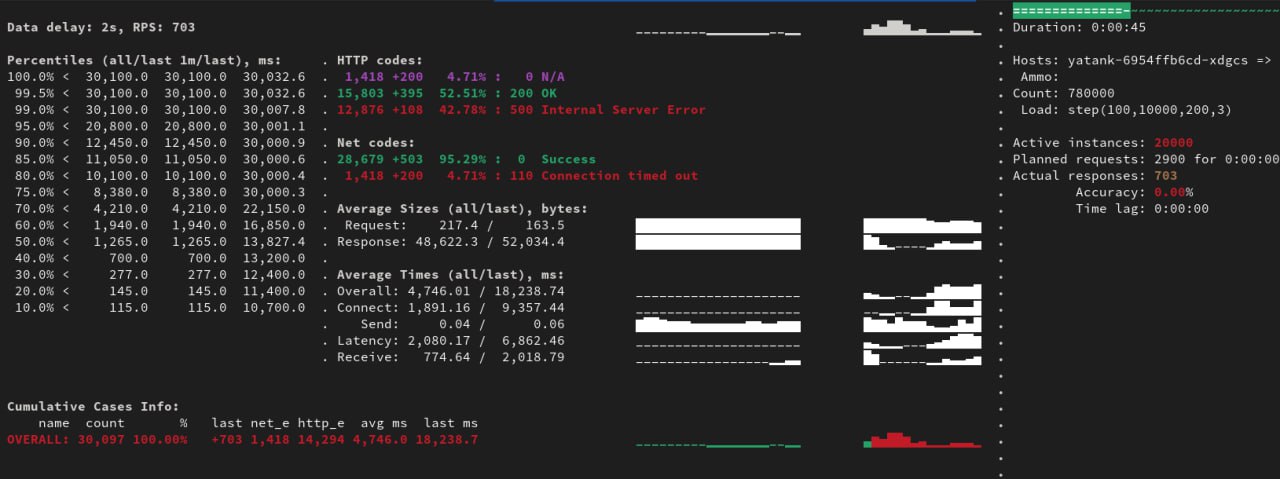 Data delay: 2s, RPS: 703
Percentiles (all/last 1m/last), ms:
100.0% < 30,100.0 30,100.0 30,032.6
99.5% < 30,100.0 30,100.0 30,032.6
99.0% < 30,100.0 30,100.0 30,007.8
95.0% < 20,800.0 20,800.0 30,001.1
90.0% < 12,450.0 12,450.0 30,000.9
85.0% < 11,050.0 11,050.0 30,000.6
80.0% < 10,100.0 10,100.0 30,000.4
75.0% < 8,380.0 8,380.0 30,000.3
70.0% < 4,210.0 4,210.0 22,150.0
60.0% < 1,940.0 1,940.0 16,850.0
50.0% < 1,265.0 1,265.0 13,827.4
40.0% < 700.0 700.0 13,200.0
30.0% < 277.0 277.0 12,400.0
20.0% < 145.0 145.0 11,400.0
10.0% < 115.0 115.0 10,700.0
. HTTP codes:
. 1,418 +200 4.71% : 0 N/A
. 15,803 +395 52.51% : 200 OK
. 12,876 +108 42.78% : 500 Internal Server Error
.
. Net codes:
. 28,679 +503 95.29% : 0 Success
. 1,418 +200 4.71% : 110 Connection timed out
.
. Average Sizes (all/last), bytes:
. Request: 217.4 / 163.5
. Response: 48,622.3 / 52,034.4
.
. Average Times (all/last), ms:
. Overall: 4,746.01 / 18,238.74
. Connect: 1,891.16 / 9,357.44
. Send: 0.04 / 0.06
. Latency: 2,080.17 / 6,862.46
. Receive: 774.64 / 2,018.79
Cumulative Cases Info:
name count % last net_e http_e avg ms last ms
OVERALL: 30,097 100.00% +703 1,418 14,294 4,746.0 18,238.7
Duration: 0:00:45
Hosts: yatank-6954ffb6cd-xdgcs =>
Ammo:
Count: 780000
Load: step(100,10000,200,3)
Active instances: 20000
Planned requests: 2900 for 0:00:00
Actual responses: 703
Accuracy: 0.00%
Time lag: 0:00:00